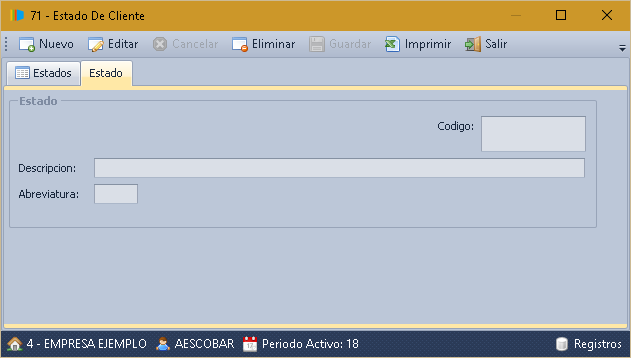 71 - Estado De Cliente
Nuevo Editar Cancelar Eliminar Guardar Imprimir Salir
Estados Estado
Estado
Codigo:
Descripcion:
Abreviatura:
4 - EMPRESA EJEMPLO AESCOBAR 12 Periodo Activo: 18 Registros